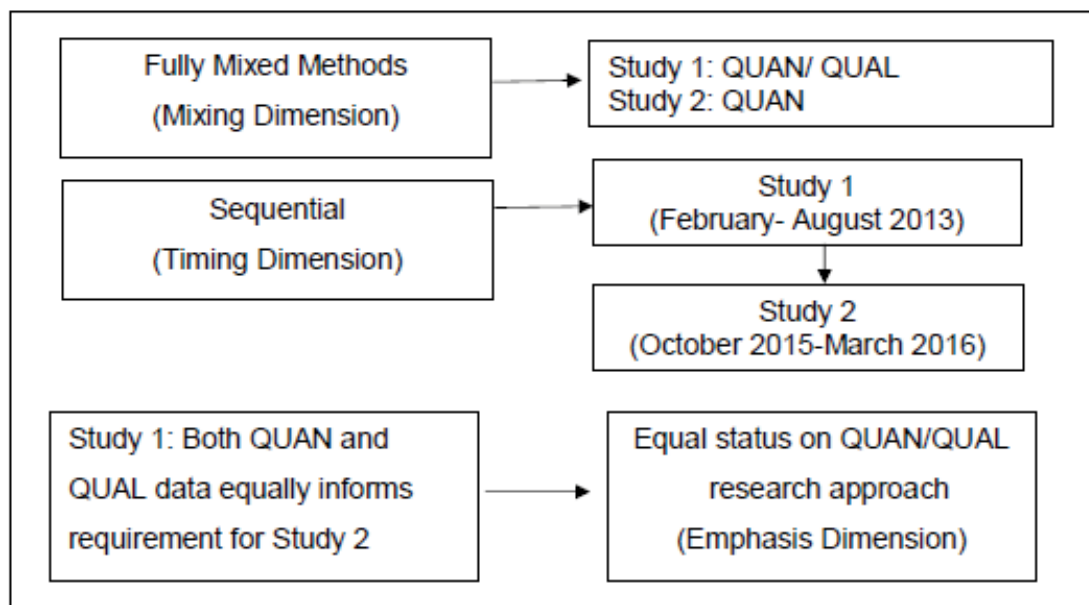 Fully Mixed Methods
(Mixing Dimension)
Study 1: QUAN/ QUAL
Study 2: QUAN
Sequential
(Timing Dimension)
Study 1
(February- August 2013)
Study 2
(October 2015-March 2016)
Study 1: Both QUAN and
QUAL data equally informs
requirement for Study 2
Equal status on QUAN/QUAL
research approach
(Emphasis Dimension)